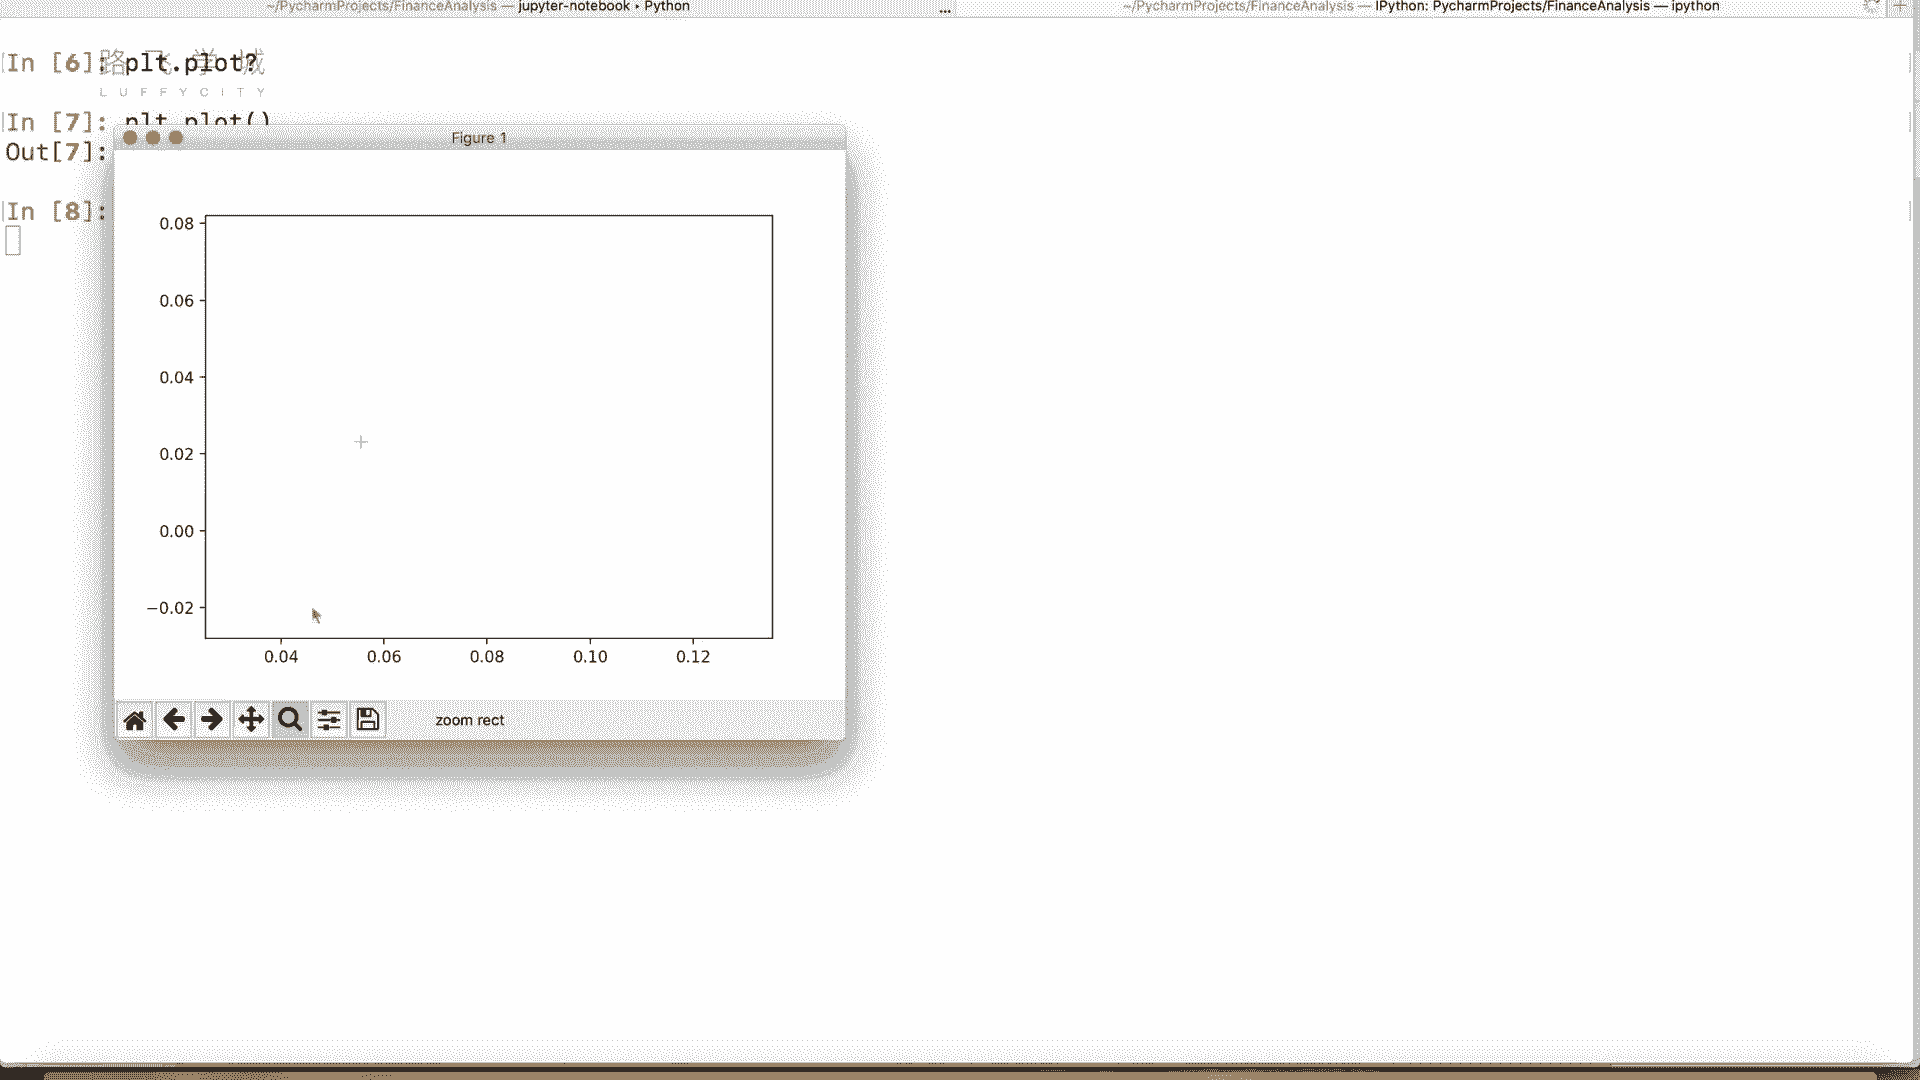 ~/PycharmProjects/FinanceAnalysis — jupyter-notebook • Python
... ~/PycharmProjects/FinanceAnalysis — IPython: PycharmProjects/FinanceAnalysis — ipython
In [6]: plt.plot?
路飞学城
LUFFYCITY
In [7]: plt.plot()
Out[7]:
In [8]:
Figure 1
0.08
0.06
0.04
0.02
0.00
−0.02
0.04 0.06 0.08 0.10 0.12
zoom rect